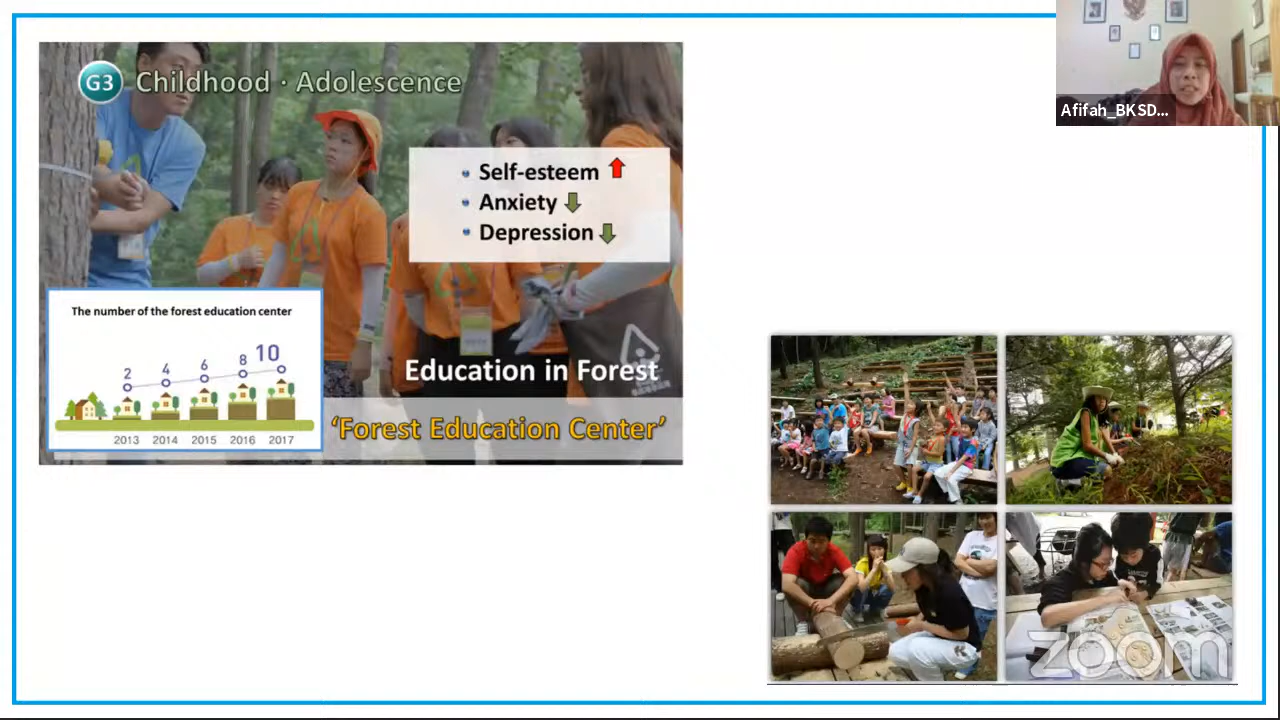 G3 Childhood · Adolescence
Self-esteem
Anxiety
Depression
The number of the forest education center
2 4 6 8 10
2013 2014 2015 2016 2017
Education in Forest
‘Forest Education Center’
Afifah_BKSD...
zoom